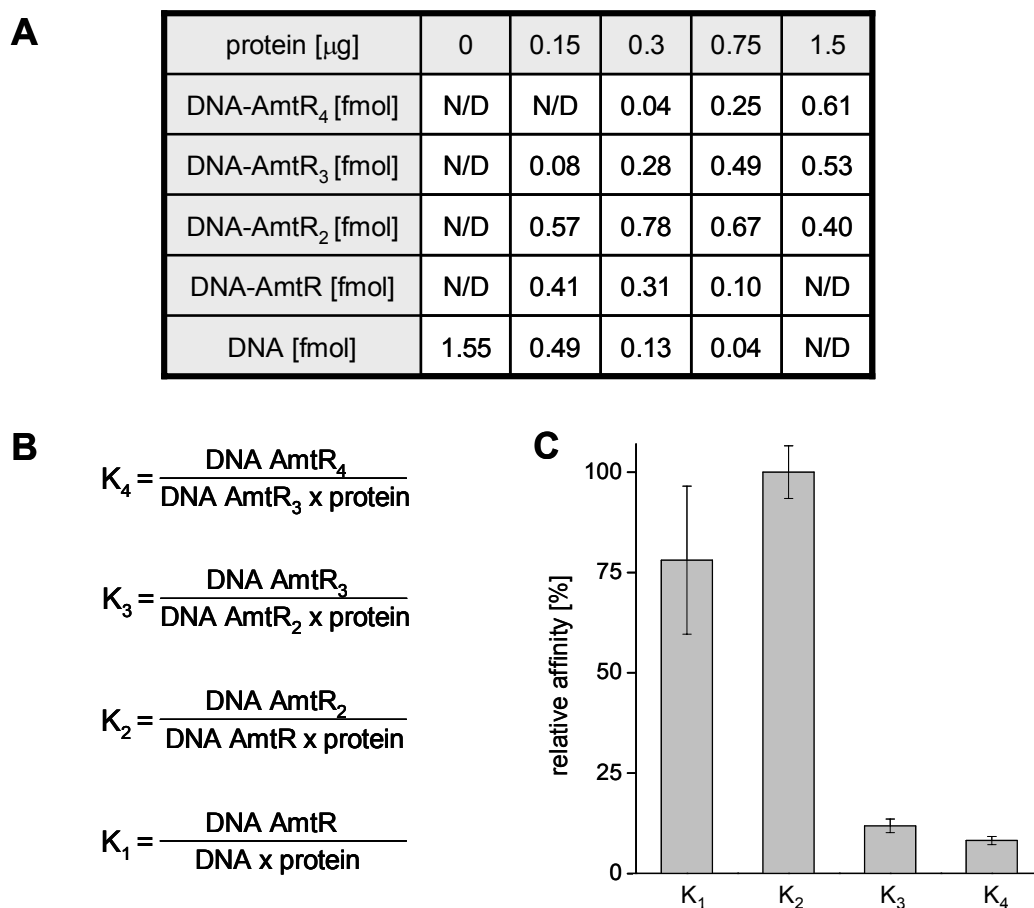 A
protein [μg] 0 0.15 0.3 0.75 1.5
DNA-AmtR₄ [fmol] N/D N/D 0.04 0.25 0.61
DNA-AmtR₃ [fmol] N/D 0.08 0.28 0.49 0.53
DNA-AmtR₂ [fmol] N/D 0.57 0.78 0.67 0.40
DNA-AmtR [fmol] N/D 0.41 0.31 0.10 N/D
DNA [fmol] 1.55 0.49 0.13 0.04 N/D
B
DNA AmtR₄
K₄ =
DNA AmtR₃ x protein
DNA AmtR₃
K₃ =
DNA AmtR₂ x protein
DNA AmtR₂
K₂ =
DNA AmtR x protein
DNA AmtR
K₁ =
DNA x protein
C
relative affinity [%]
100
75
50
25
0
K₁ K₂ K₃ K₄